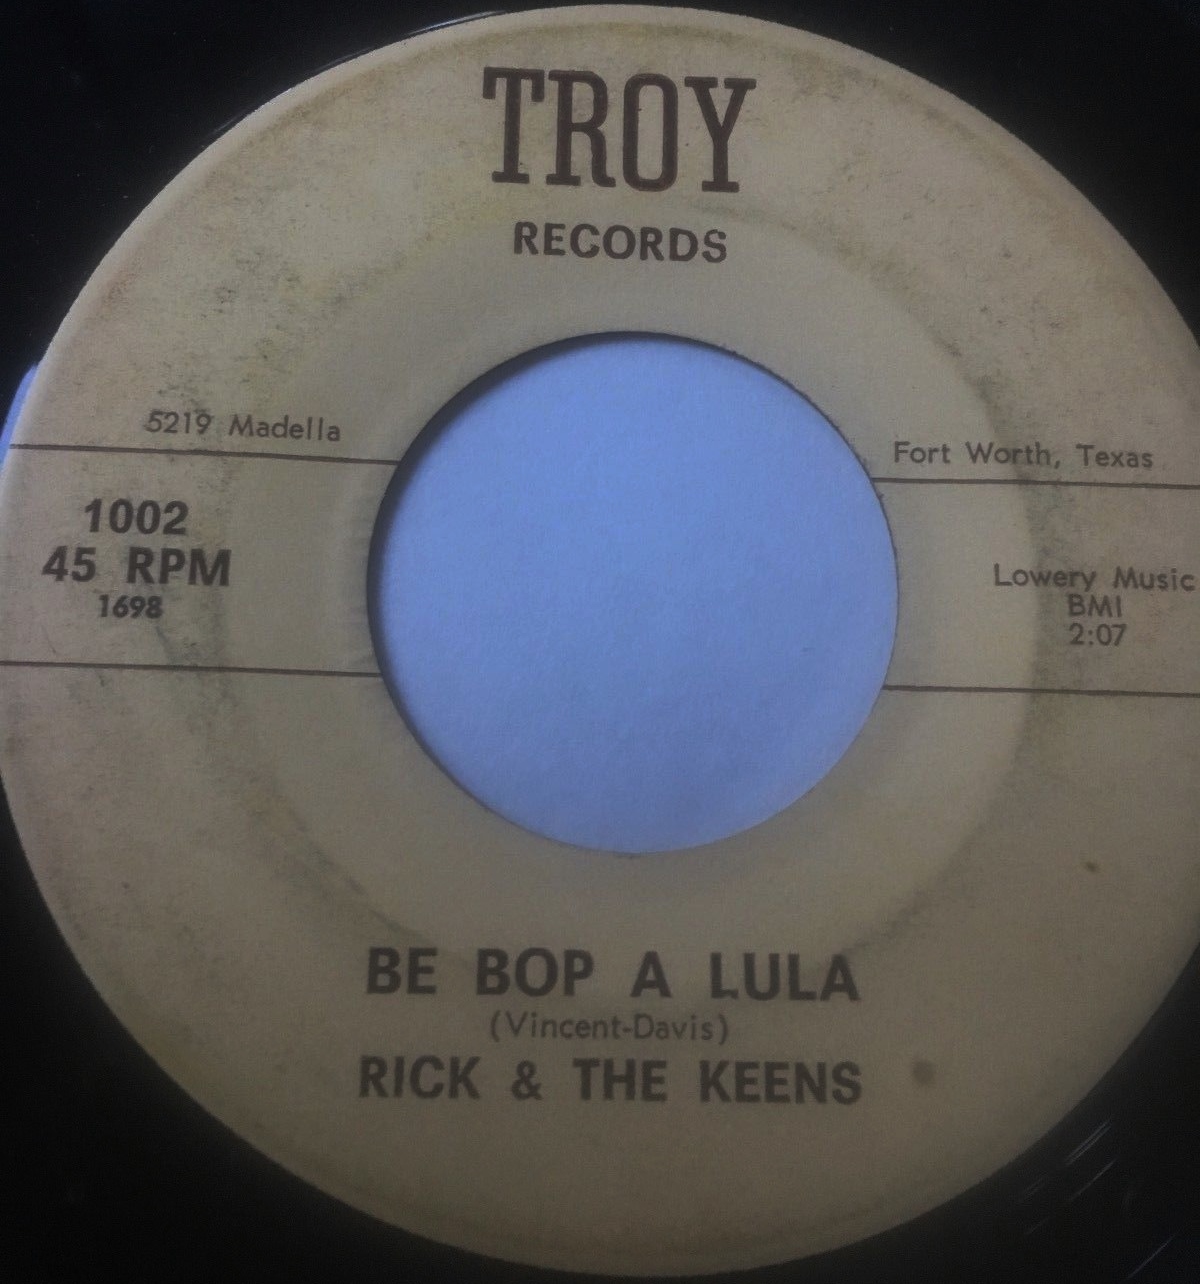 TROY
RECORDS
5219 Madella
Fort Worth, Texas
1002
45 RPM
1698
Lowery Music
BMI
2:07
BE BOP A LULA
(Vincent-Davis)
RICK & THE KEENS